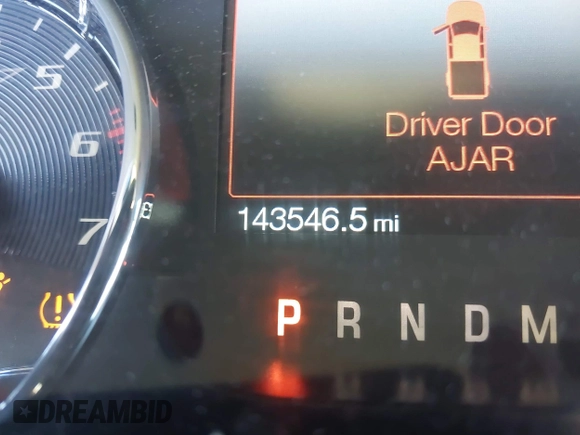 5
6
7
Driver Door
AJAR
143546.5 mi
P R N D M
DREAMBID